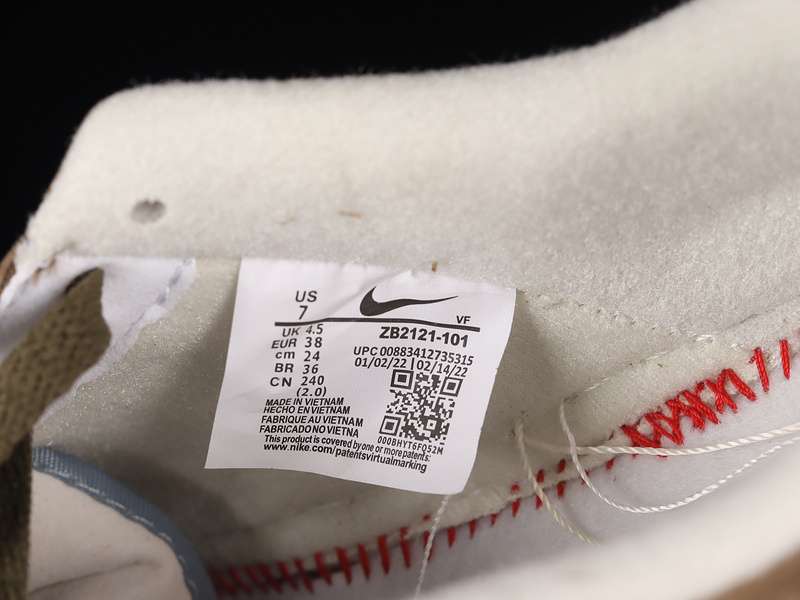 US
7
VF
UK 4.5
EUR 38
cm 24
BR 36
CN 240
(2.0)
ZB2121-101
UPC 00883412735315
01/02/22 | 02/14/22
MADE IN VIETNAM
HECHO EN VIETNAM
FABRIQUE AU VIETNAM
FABRICADO NO VIETNA
000BHYT6FQ52M
This product is covered by one or more patents:
www.nike.com/patentsvirtualmarking